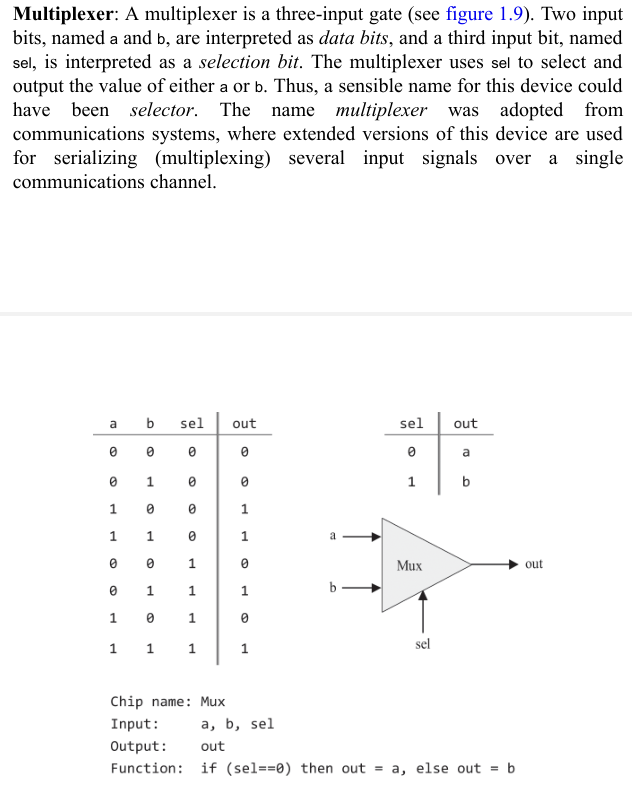 Multiplexer: A multiplexer is a three-input gate (see figure 1.9). Two input
bits, named a and b, are interpreted as data bits, and a third input bit, named
sel, is interpreted as a selection bit. The multiplexer uses sel to select and
output the value of either a or b. Thus, a sensible name for this device could
have been selector. The name multiplexer was adopted from
communications systems, where extended versions of this device are used
for serializing (multiplexing) several input signals over a single
communications channel.
a b sel out
0 0 0 0
0 1 0 0
1 0 0 1
1 1 0 1
0 0 1 0
0 1 1 1
1 0 1 0
1 1 1 1
sel out
0 a
1 b
a
Mux
out
b
sel
Chip name: Mux
Input: a, b, sel
Output: out
Function: if (sel==0) then out = a, else out = b